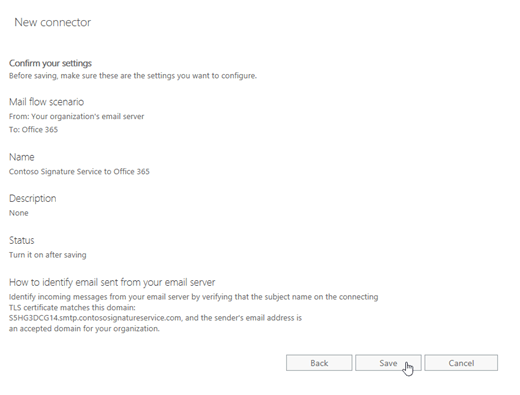 New connector
Confirm your settings
Before saving, make sure these are the settings you want to configure.
Mail flow scenario
From: Your organization's email server
To: Office 365
Name
Contoso Signature Service to Office 365
Description
None
Status
Turn it on after saving
How to identify email sent from your email server
Identify incoming messages from your email server by verifying that the subject name on the connecting
TLS certificate matches this domain:
S5HG3DCG14.smtp.contososignatureservice.com, and the sender's email address is
an accepted domain for your organization.
Back Save Cancel